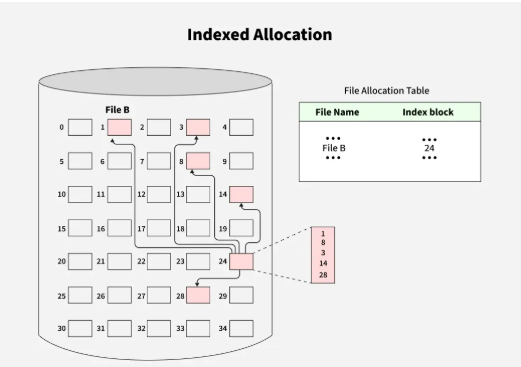 Indexed Allocation
File Allocation Table
File Name Index block
••• •••
File B 24
••• •••
File B
0 1 2 3 4
5 6 7 8 9
10 11 12 13 14
15 16 17 18 19
20 21 22 23 24
25 26 27 28 29
30 31 32 33 34
1
8
3
14
28